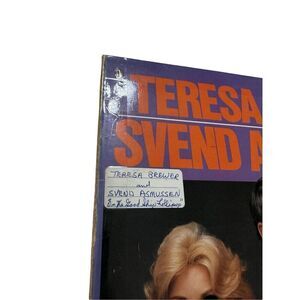 TERESA
SVEND A
TERESA BREWER
and
SVEND ASMUSSEN
"On The Good Ship Lollipop"